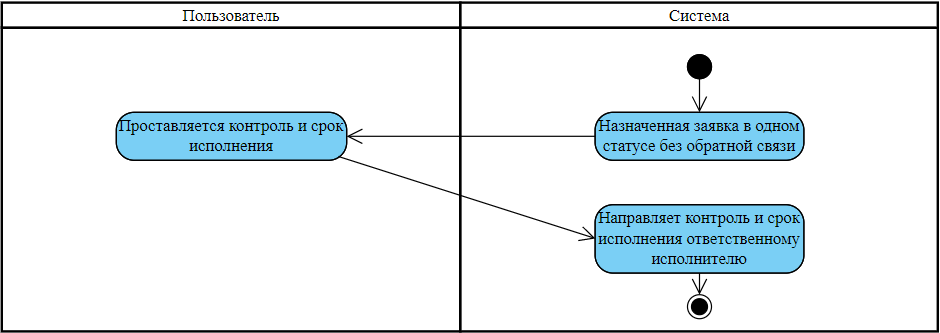 Пользователь
Система
Назначенная заявка в одном
статусе без обратной связи
Проставляется контроль и срок
исполнения
Направляет контроль и срок
исполнения ответственному
исполнителю